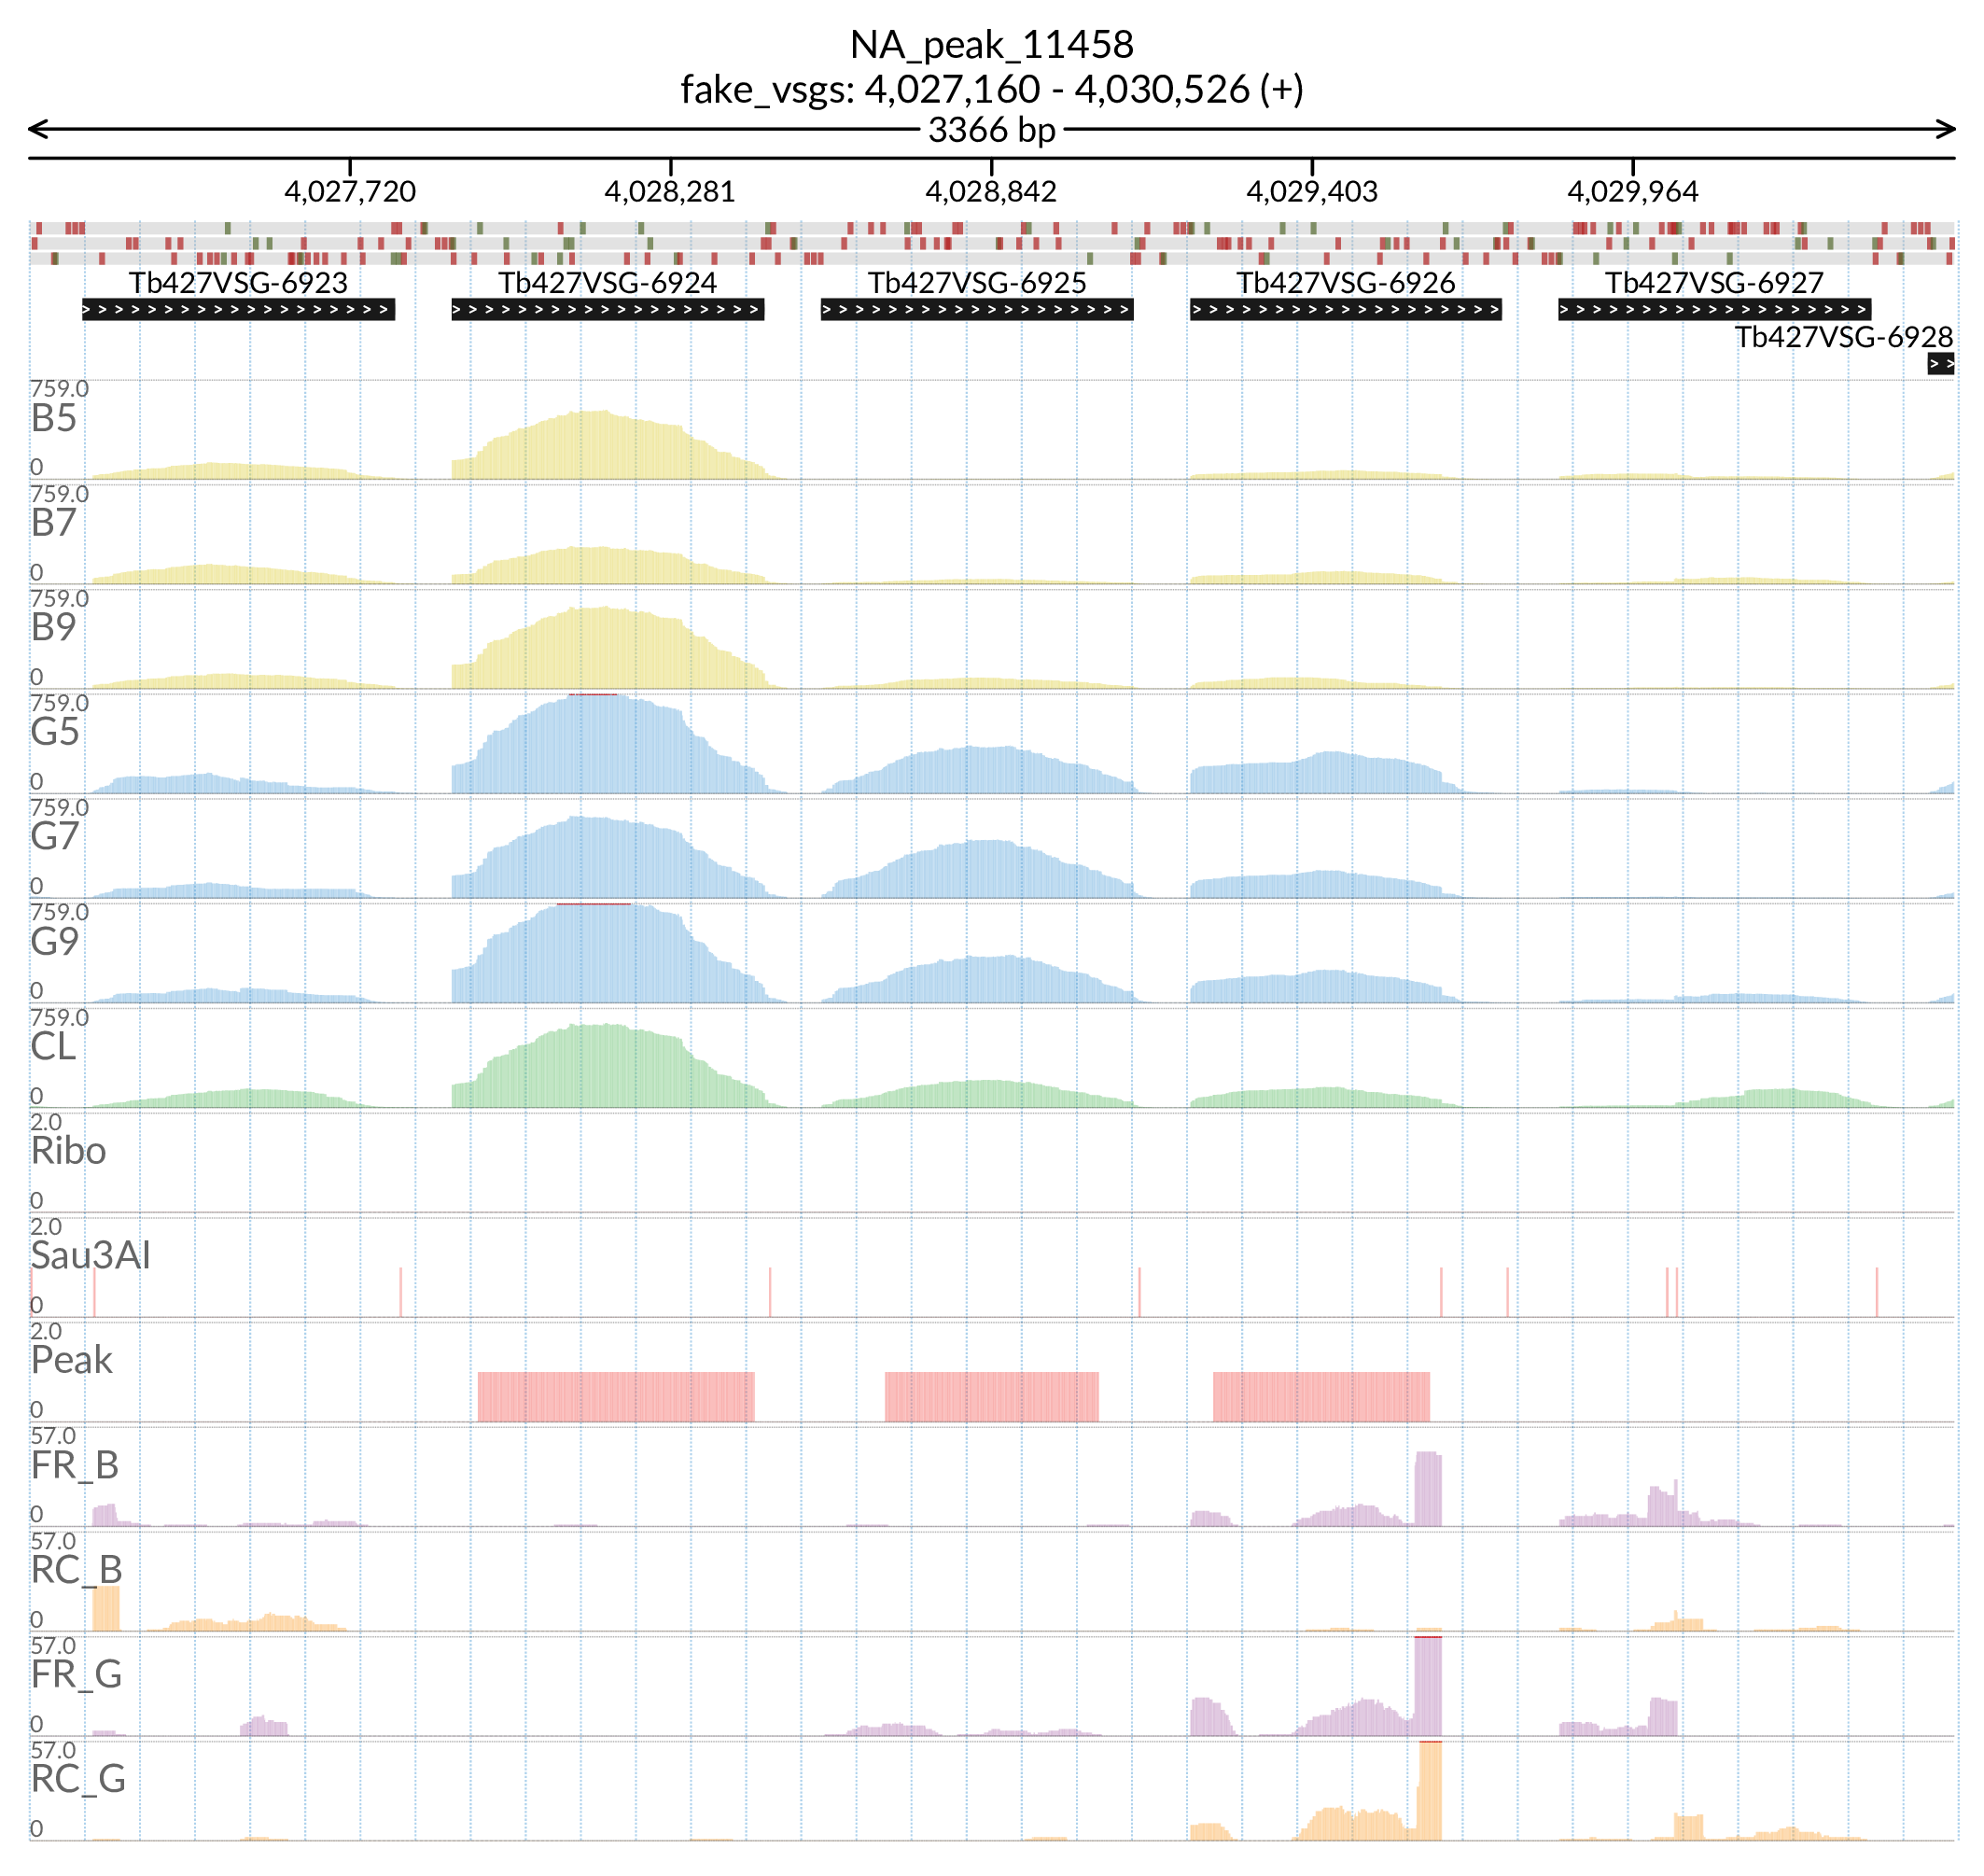 NA_peak_11458
fake_vsgs: 4,027,160 - 4,030,526 (+)
3366 bp
4,027,720 4,028,281 4,028,842 4,029,403 4,029,964
Tb427VSG-6923 Tb427VSG-6924 Tb427VSG-6925 Tb427VSG-6926 Tb427VSG-6927
Tb427VSG-6928
759.0
B5
0
759.0
B7
0
759.0
B9
0
759.0
G5
0
759.0
G7
0
759.0
G9
0
759.0
CL
0
2.0
Ribo
0
2.0
Sau3AI
0
2.0
Peak
0
57.0
FR_B
0
57.0
RC_B
0
57.0
FR_G
0
57.0
RC_G
0